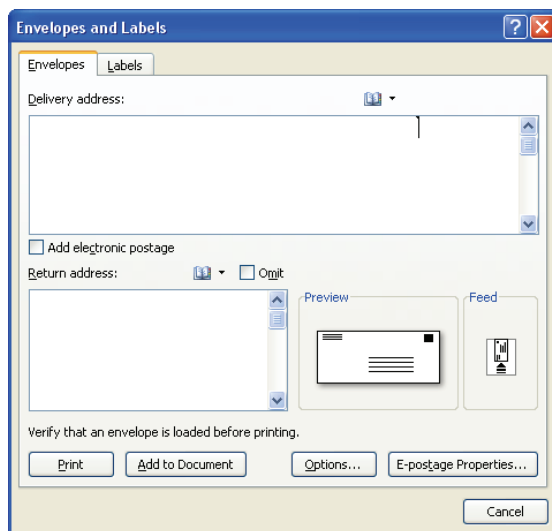 Envelopes and Labels
Envelopes Labels
Delivery address:
Add electronic postage
Return address: Omit
Preview Feed
Verify that an envelope is loaded before printing.
Print Add to Document Options... E-postage Properties...
Cancel